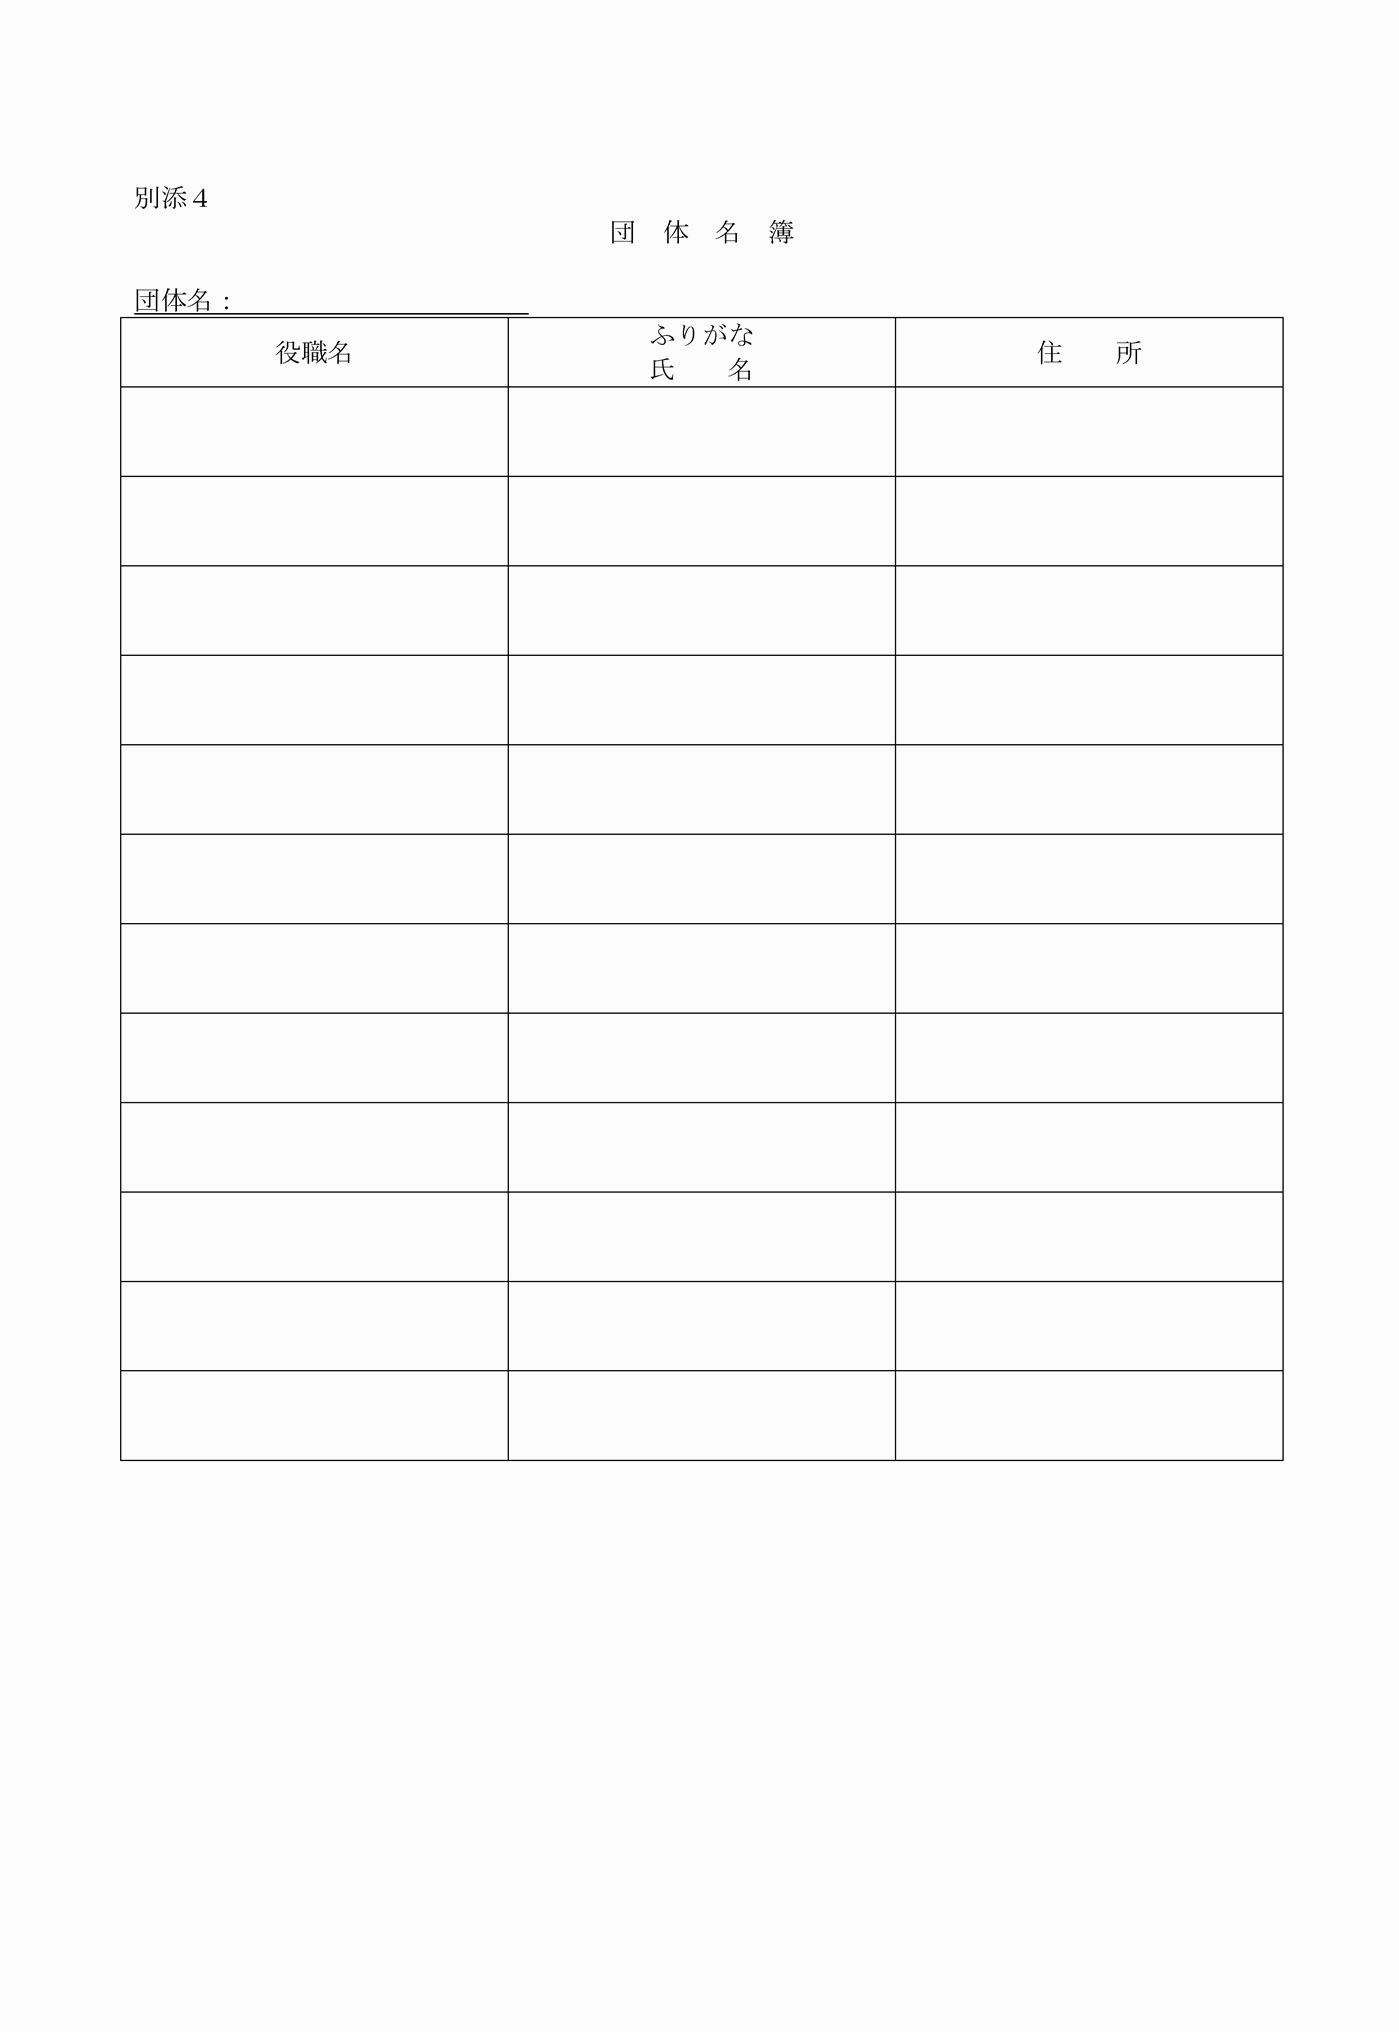 別添４
団　体　名　簿
団体名：
役職名
ふりがな
氏　　名
住　　所